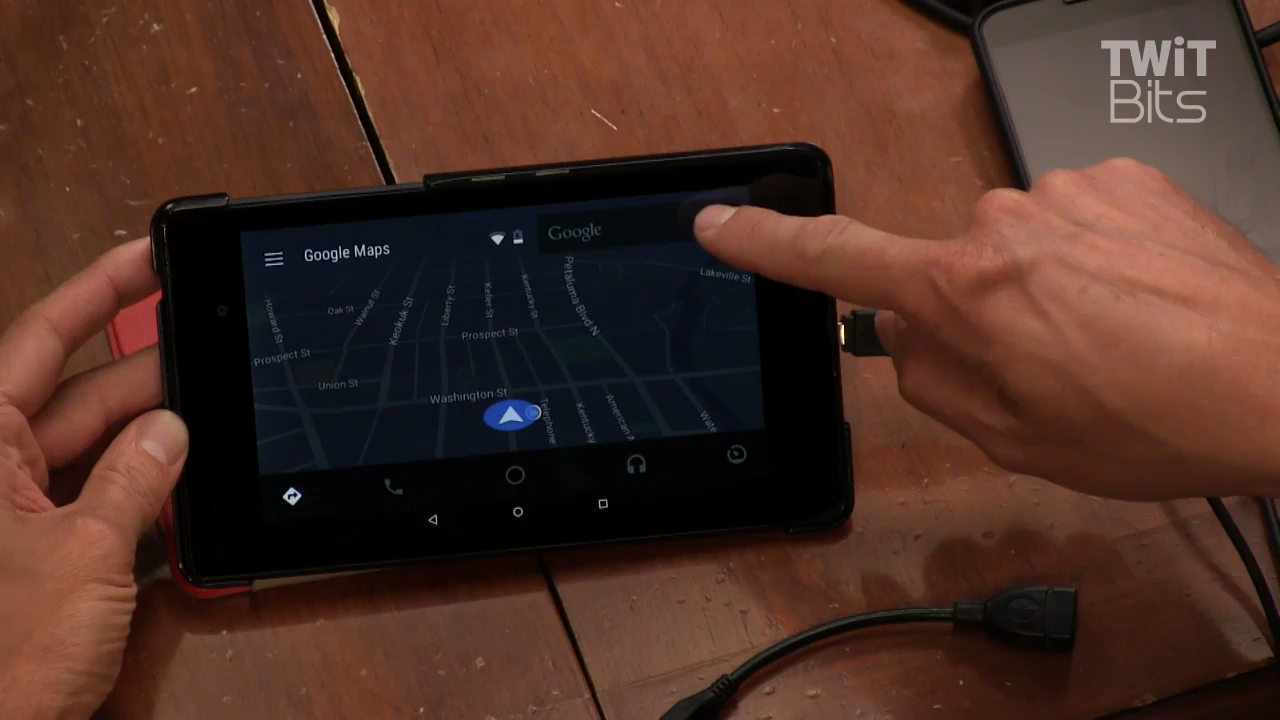 TWiT
Bits
Google Maps
Google
Lakeville St
Petaluma Blvd N
Howard St
Oak St
Walnut St
Keokuk St
Liberty St
Keller St
Kentucky St
Prospect St
Prospect St
Union St
Washington St
Telephone
Kentucky
American A
Wate